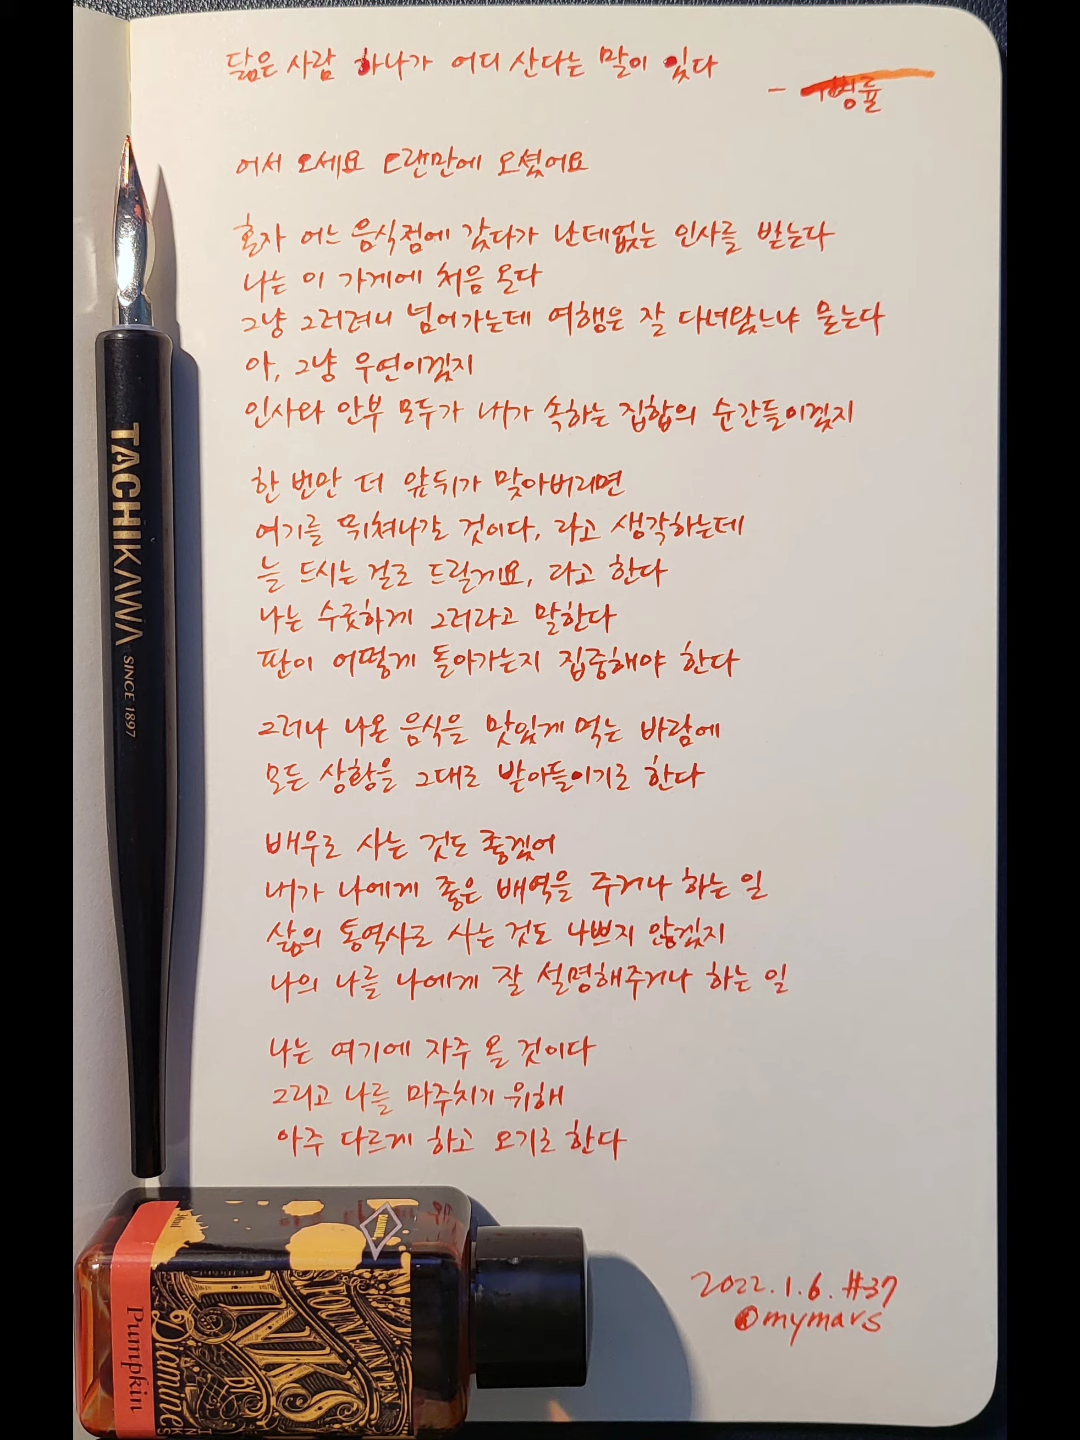 닮은 사람 하나가 어디 산다는 말이 있다
- 병률
어서 오세요 오랜만에 오셨어요
혼자 어느 음식점에 갔다가 난데없는 인사를 받는다
나는 이 가게에 처음 온다
그냥 그러려니 넘어가는데 여행은 잘 다녀왔느냐 묻는다
아, 그냥 우연이겠지
인사와 안부 모두가 내가 속하는 집합의 순간들이겠지
한 번만 더 앞뒤가 맞아버리면
여기를 뛰쳐나갈 것이다, 라고 생각하는데
늘 드시는 걸로 드릴게요, 라고 한다
나는 수긋하게 그러라고 말한다
판이 어떻게 돌아가는지 집중해야 한다
그러나 나온 음식을 맛있게 먹는 바람에
모든 상황을 그대로 받아들이기로 한다
배우로 사는 것도 좋겠어
내가 나에게 좋은 배역을 주거나 하는 일
삶의 통역사로 사는 것도 나쁘지 않겠지
나의 나를 나에게 잘 설명해주거나 하는 일
나는 여기에 자주 올 것이다
그리고 나를 마주치기 위해
아주 다르게 하고 오기로 한다
2022.1.6.#37
@mymars
TACHIKAWA SINCE 1897
30ml
Pumpkin
DIAMINE
FOUNTAIN PEN
INKS
BY
Diamine